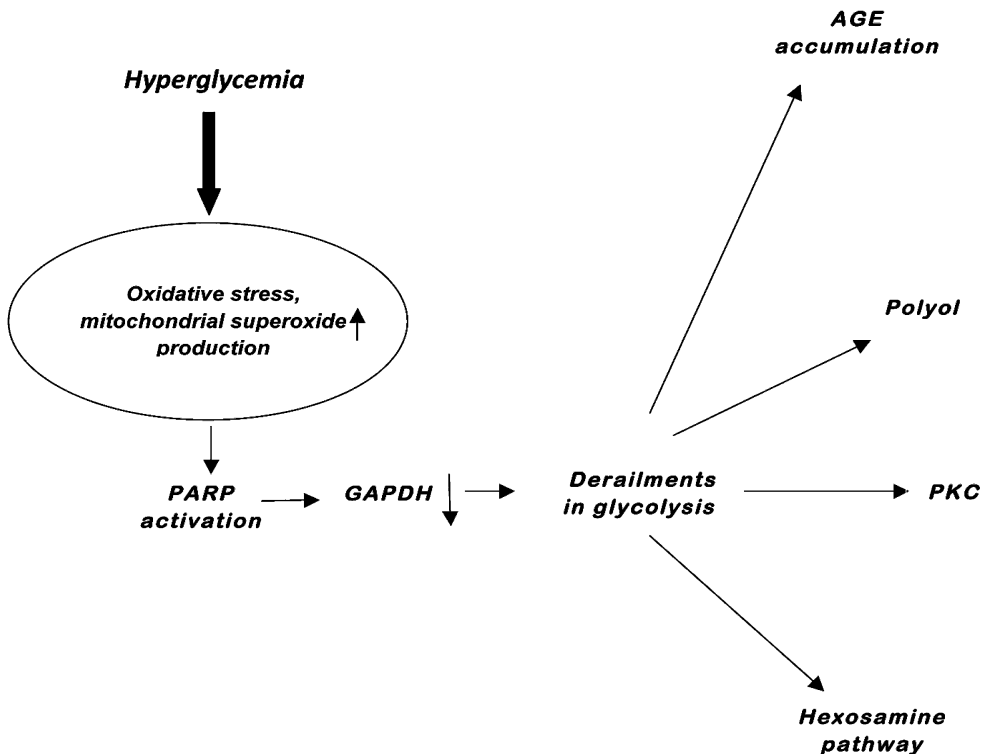 AGE
accumulation
Hyperglycemia
Oxidative stress,
mitochondrial superoxide
production
Polyol
PARP
activation
GAPDH
Derailments
in glycolysis
PKC
Hexosamine
pathway